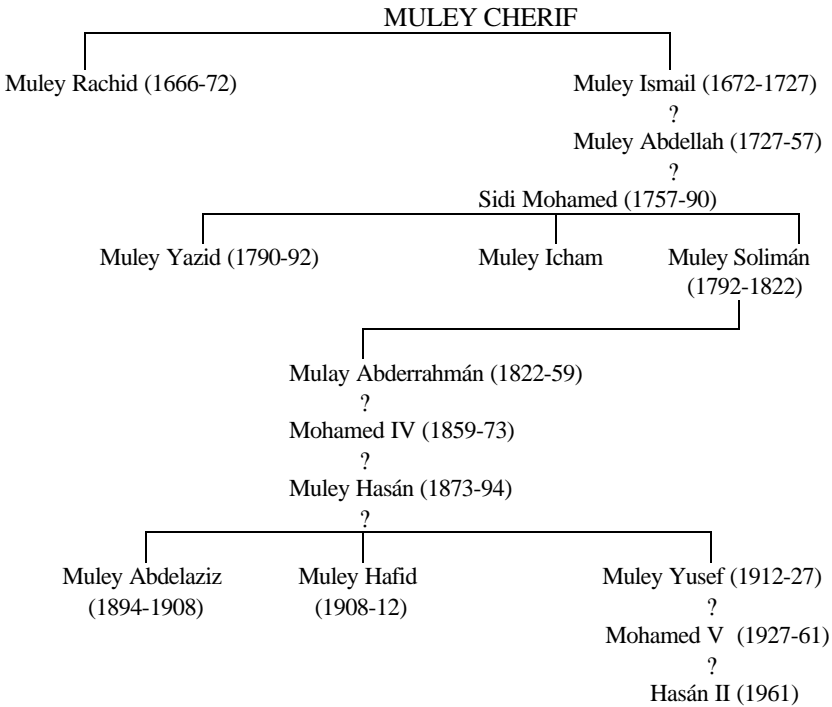 MULEY CHERIF
Muley Rachid (1666-72) Muley Ismail (1672-1727)
?
Muley Abdellah (1727-57)
?
Sidi Mohamed (1757-90)
Muley Yazid (1790-92) Muley Icham Muley Solimán
(1792-1822)
Mulay Abderrahmán (1822-59)
?
Mohamed IV (1859-73)
?
Muley Hasán (1873-94)
?
Muley Abdelaziz Muley Hafid Muley Yusef (1912-27)
(1894-1908) (1908-12) ?
Mohamed V (1927-61)
?
Hasán II (1961)